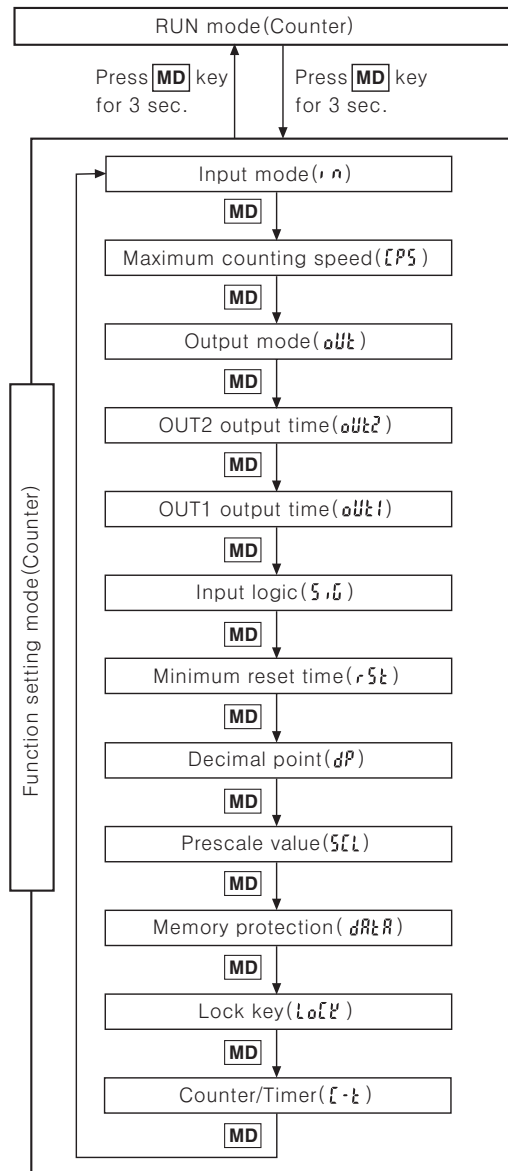 RUN mode(Counter)
Press MD key for 3 sec.
Press MD key for 3 sec.
Function setting mode(Counter)
Input mode(in)
MD
Maximum counting speed(CPS)
MD
Output mode(oUt)
MD
OUT2 output time(oUt2)
MD
OUT1 output time(oUt1)
MD
Input logic(SiG)
MD
Minimum reset time(rSt)
MD
Decimal point(dP)
MD
Prescale value(SCL)
MD
Memory protection(dAtA)
MD
Lock key(LoCK)
MD
Counter/Timer(C-t)
MD